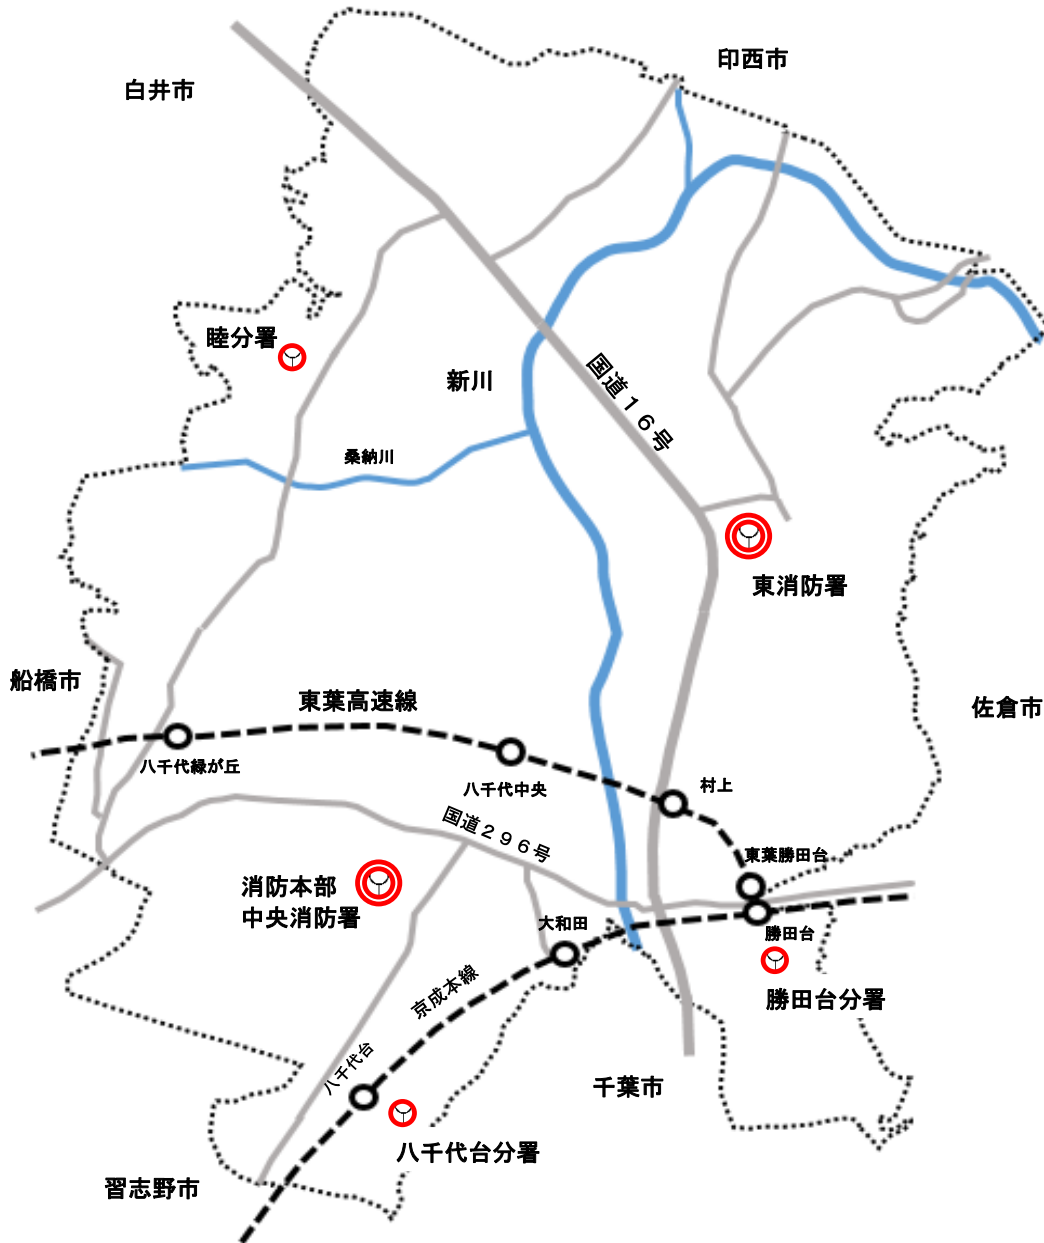 印西市
白井市
睦分署
新川
国道１６号
桑納川
東消防署
船橋市
東葉高速線
佐倉市
八千代緑が丘
八千代中央
村上
国道２９６号
東葉勝田台
消防本部
中央消防署
大和田
勝田台
京成本線
勝田台分署
八千代台
千葉市
八千代台分署
習志野市